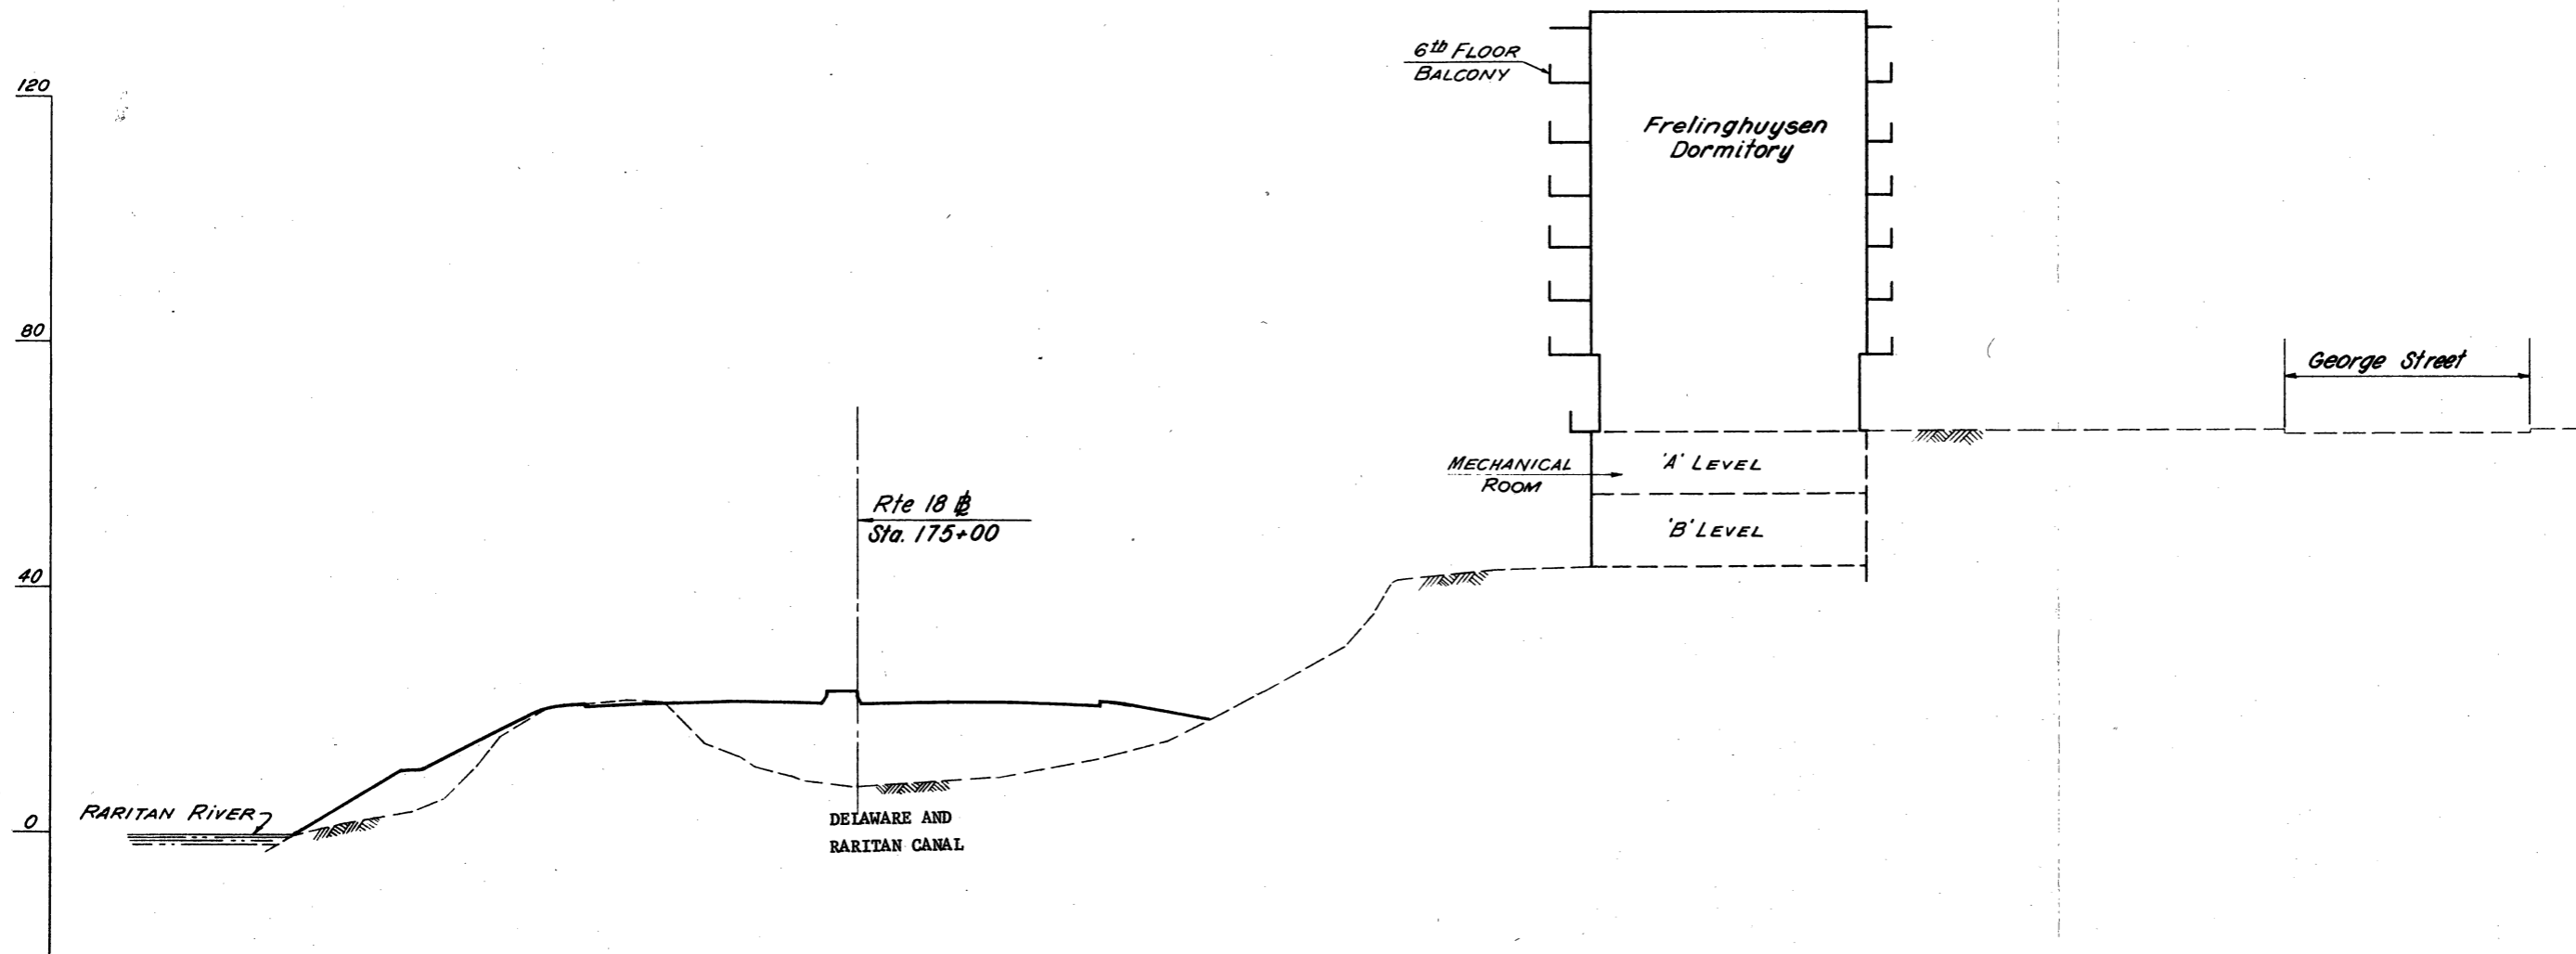 6th FLOOR
BALCONY
120
Frelinghuysen
Dormitory
80
George Street
MECHANICAL
ROOM
'A' LEVEL
Rte 18 ⅊
Sta. 175+00
'B' LEVEL
40
RARITAN RIVER
0
DELAWARE AND
RARITAN CANAL